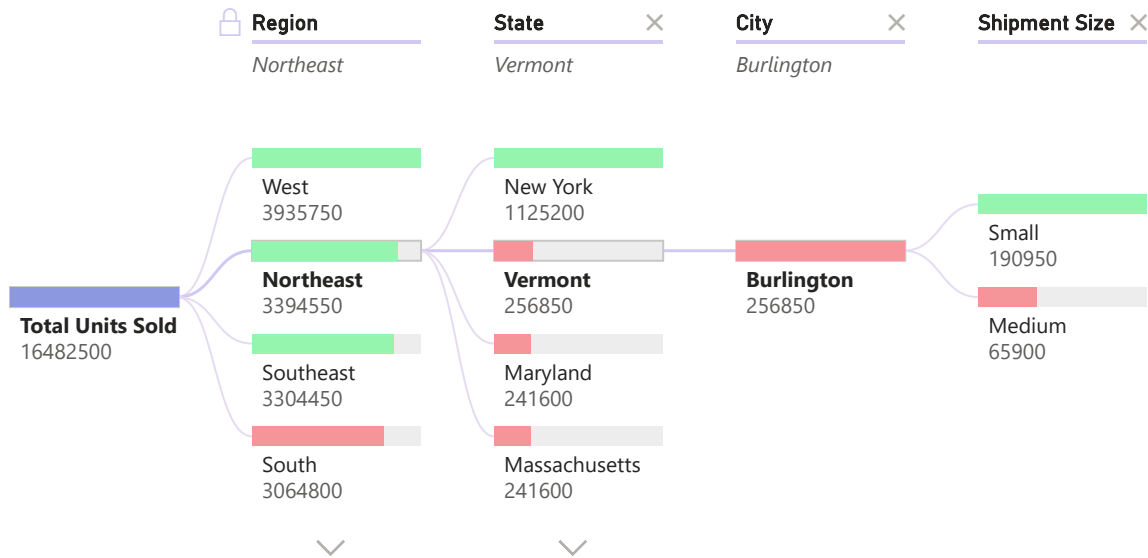 Region
State
City
Shipment Size
Northeast
Vermont
Burlington
Total Units Sold
16482500
West
3935750
Northeast
3394550
Southeast
3304450
South
3064800
New York
1125200
Vermont
256850
Maryland
241600
Massachusetts
241600
Burlington
256850
Small
190950
Medium
65900